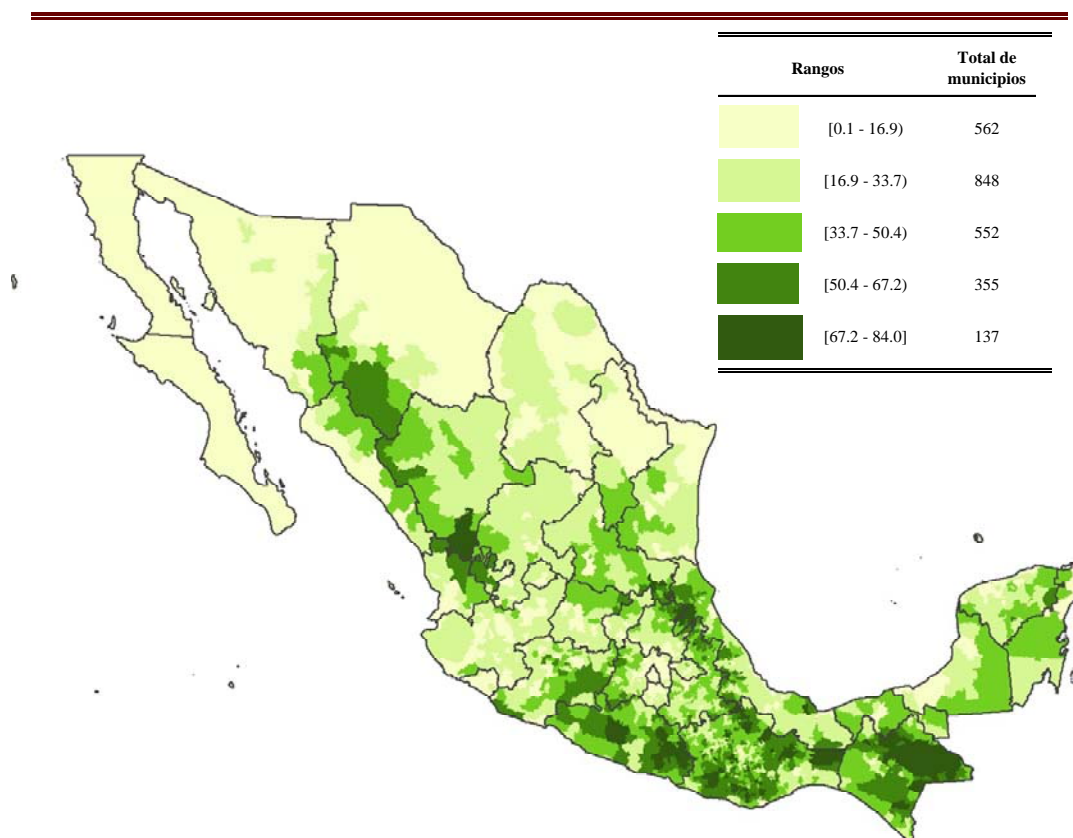 Rangos Total de municipios
[0.1 - 16.9) 562
[16.9 - 33.7) 848
[33.7 - 50.4) 552
[50.4 - 67.2) 355
[67.2 - 84.0] 137